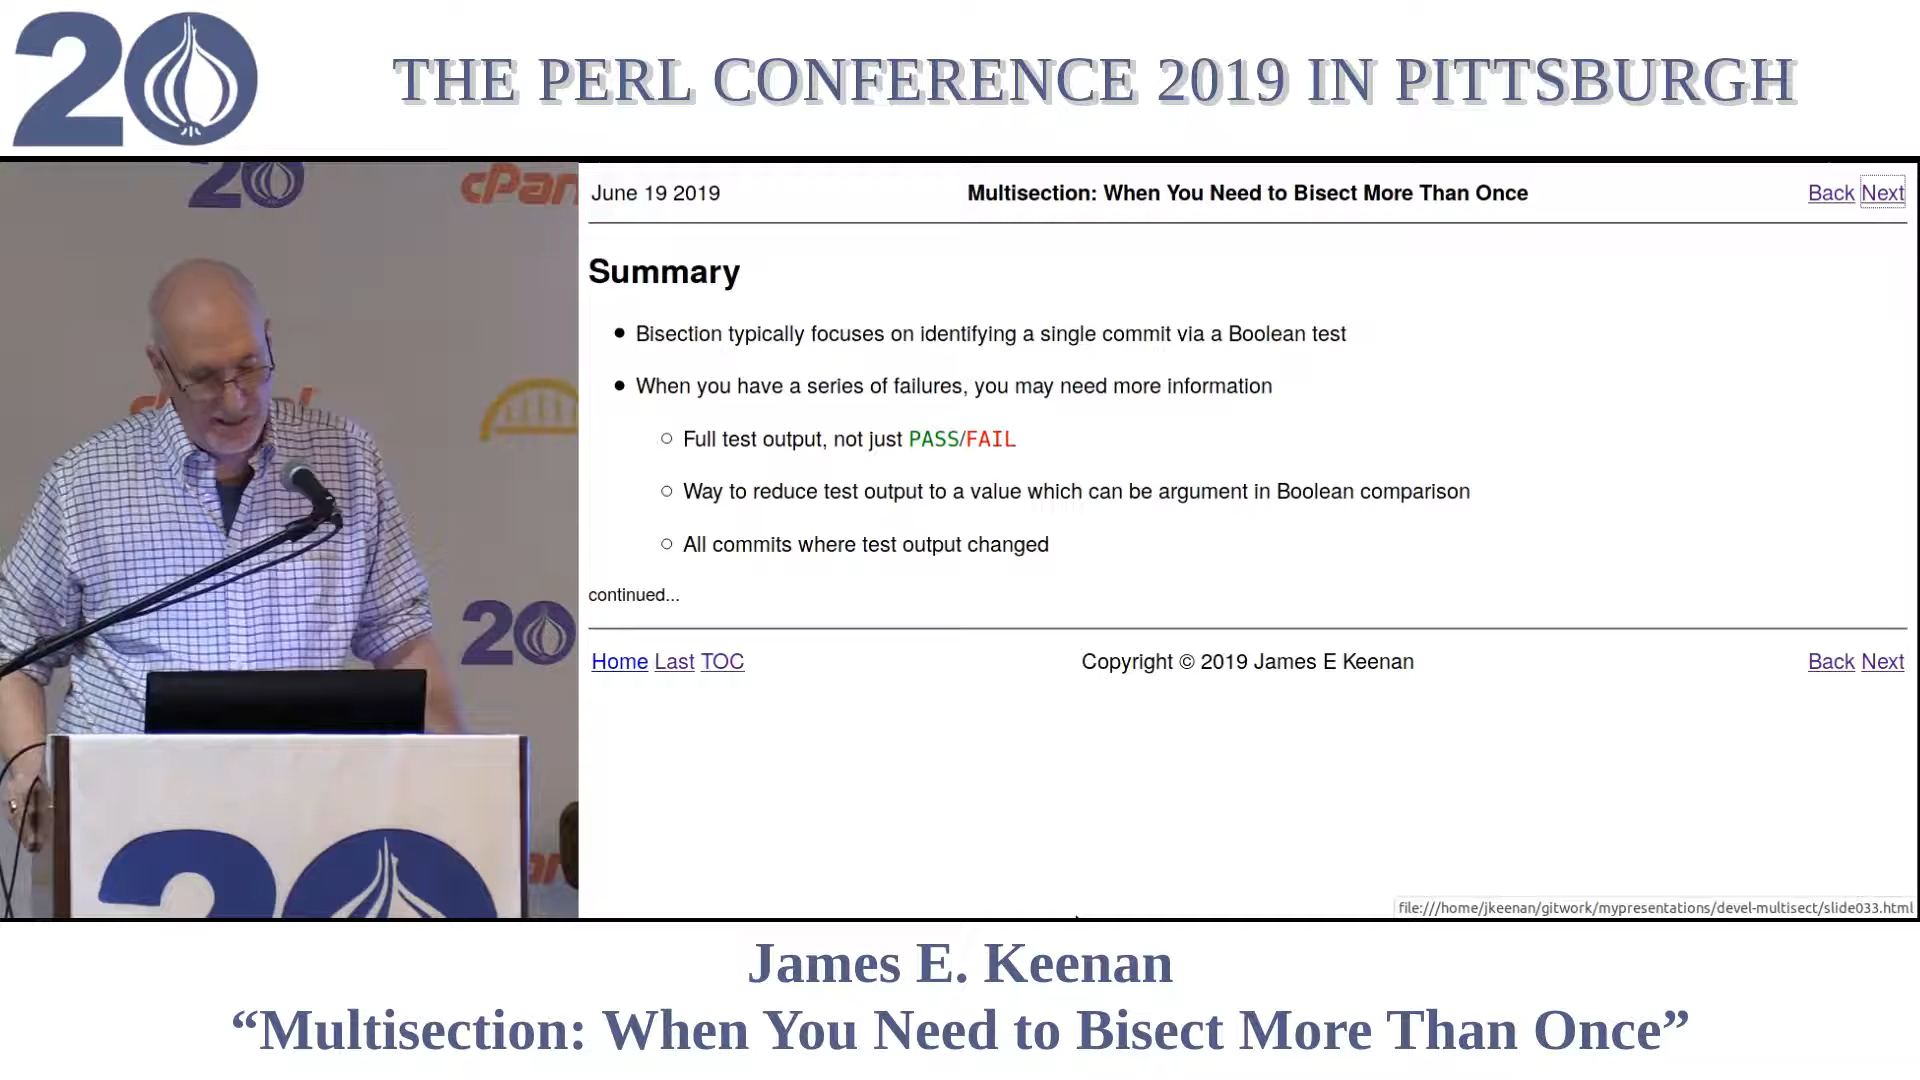 20
THE PERL CONFERENCE 2019 IN PITTSBURGH
20
cPan
June 19 2019
Multisection: When You Need to Bisect More Than Once
Back Next
Summary
Bisection typically focuses on identifying a single commit via a Boolean test
When you have a series of failures, you may need more information
Full test output, not just PASS/FAIL
Way to reduce test output to a value which can be argument in Boolean comparison
All commits where test output changed
continued...
20
Home Last TOC
Copyright © 2019 James E Keenan
Back Next
20
file:///home/jkeenan/gitwork/mypresentations/devel-multisect/slide033.html
James E. Keenan
“Multisection: When You Need to Bisect More Than Once”